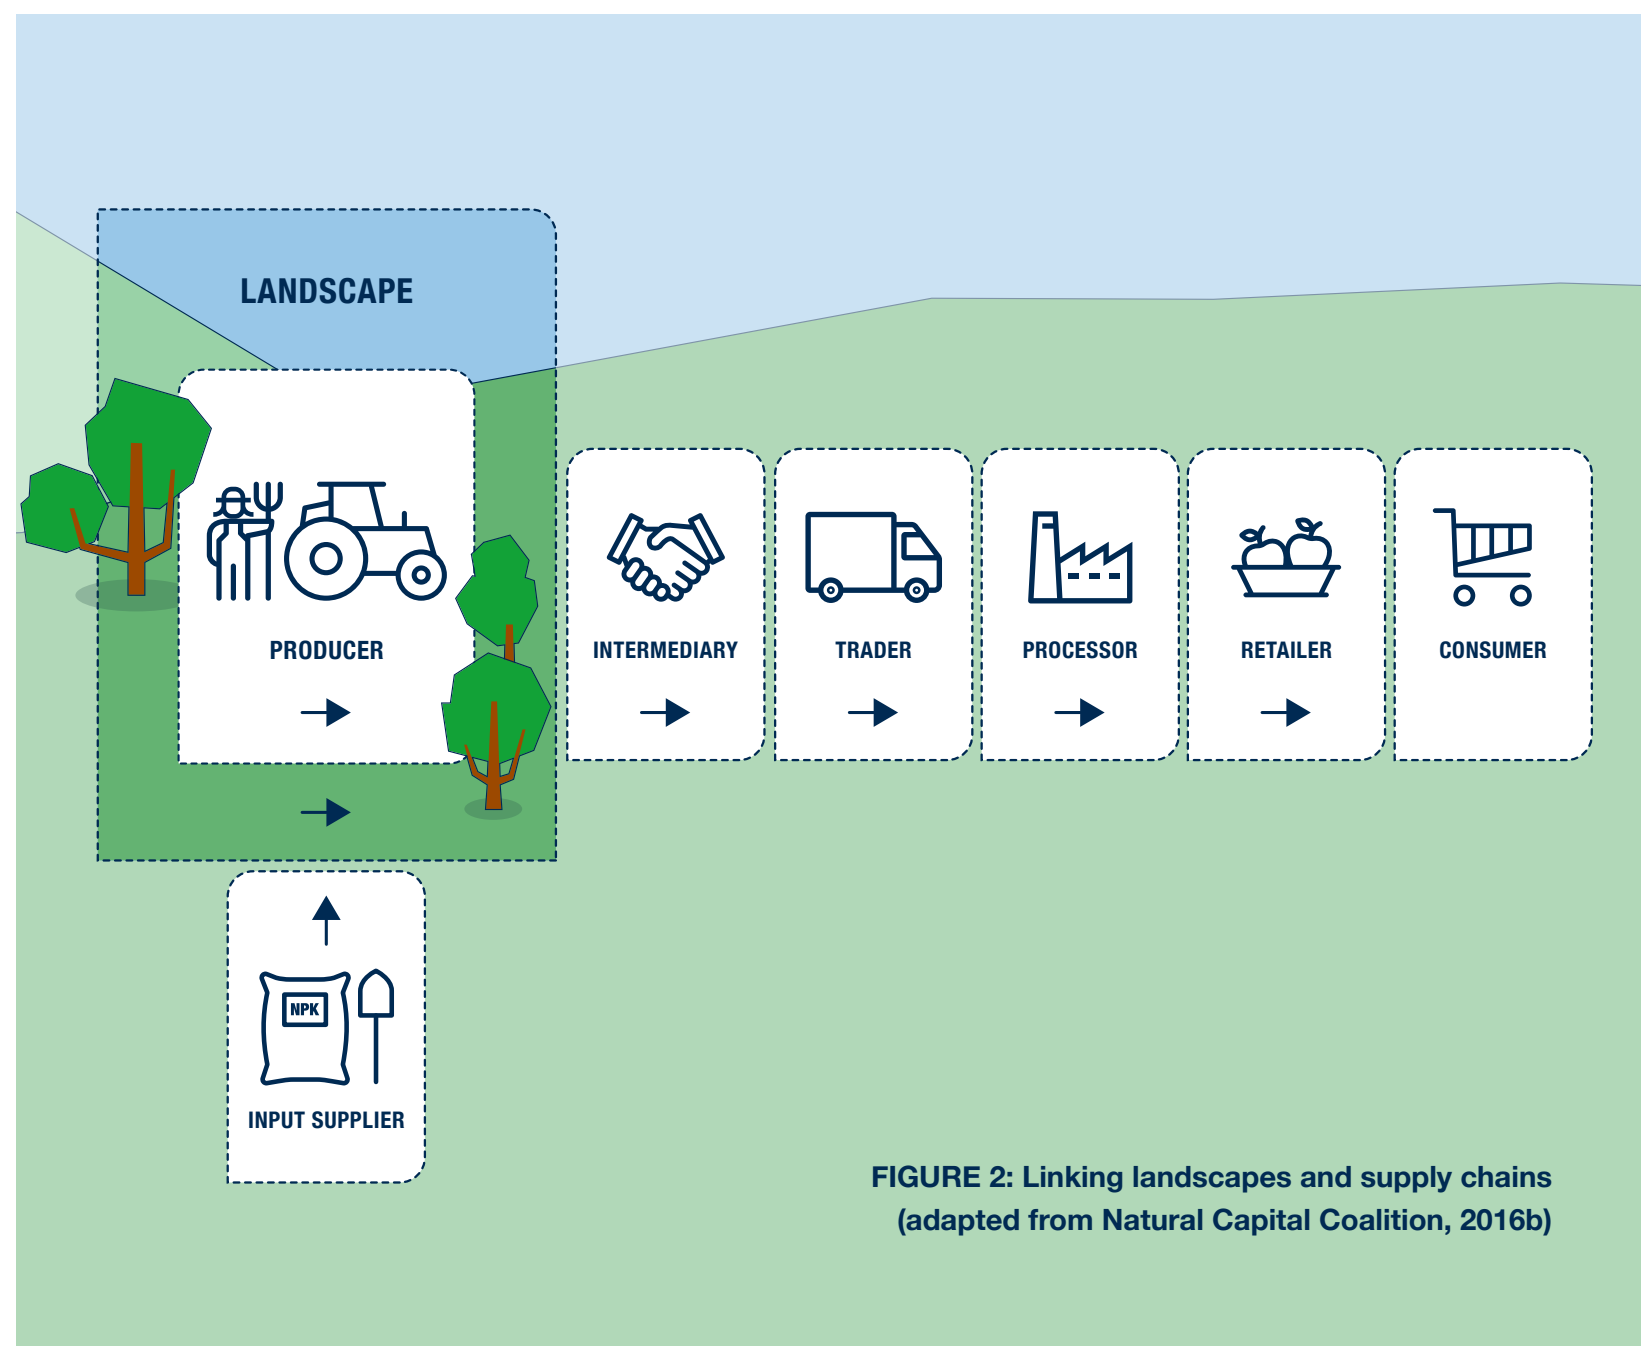 LANDSCAPE
PRODUCER
INTERMEDIARY
TRADER
PROCESSOR
RETAILER
CONSUMER
NPK
INPUT SUPPLIER
FIGURE 2: Linking landscapes and supply chains
(adapted from Natural Capital Coalition, 2016b)